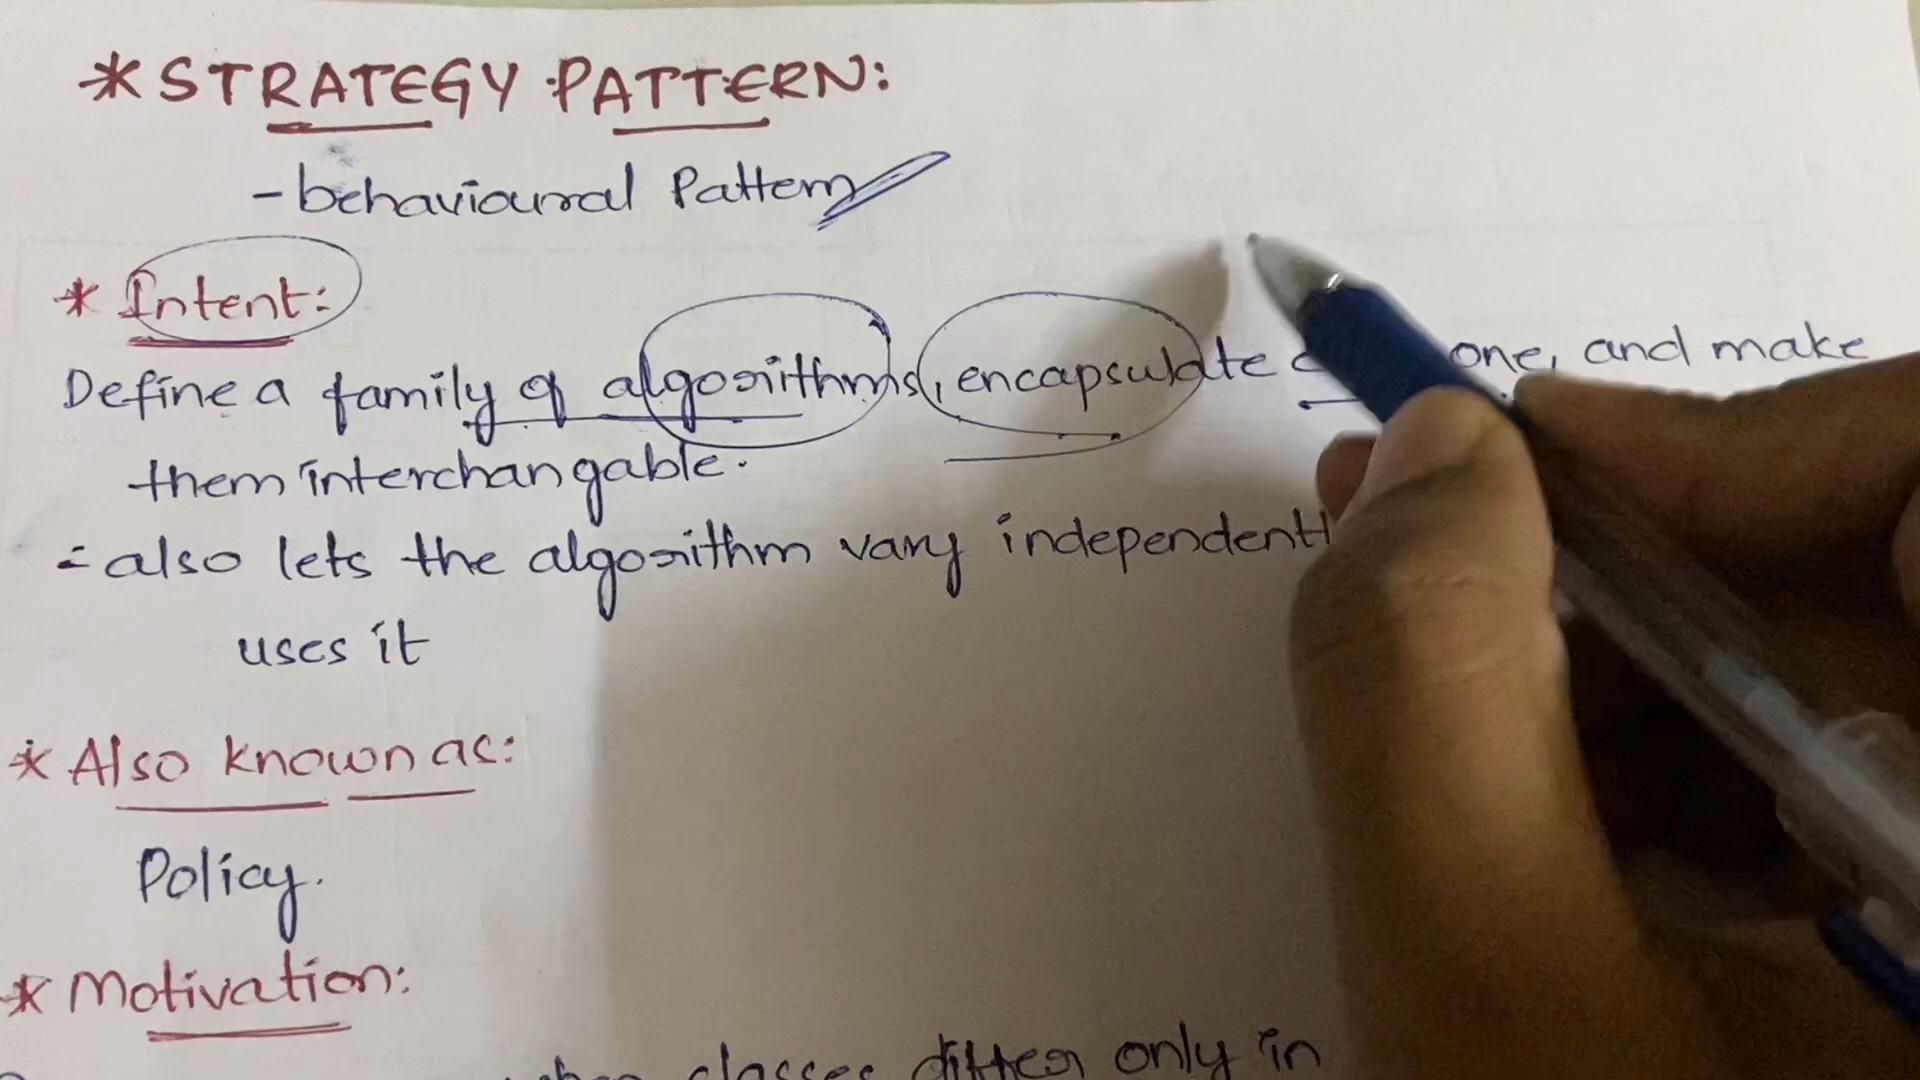 * STRATEGY PATTERN:
- behavioural Pattern
* Intent:
Define a family of algorithms, encapsulate one, and make
them interchangable.
- also lets the algorithm vary
uses it
* Also known as:
Policy.
* Motivation:
classes differ only in